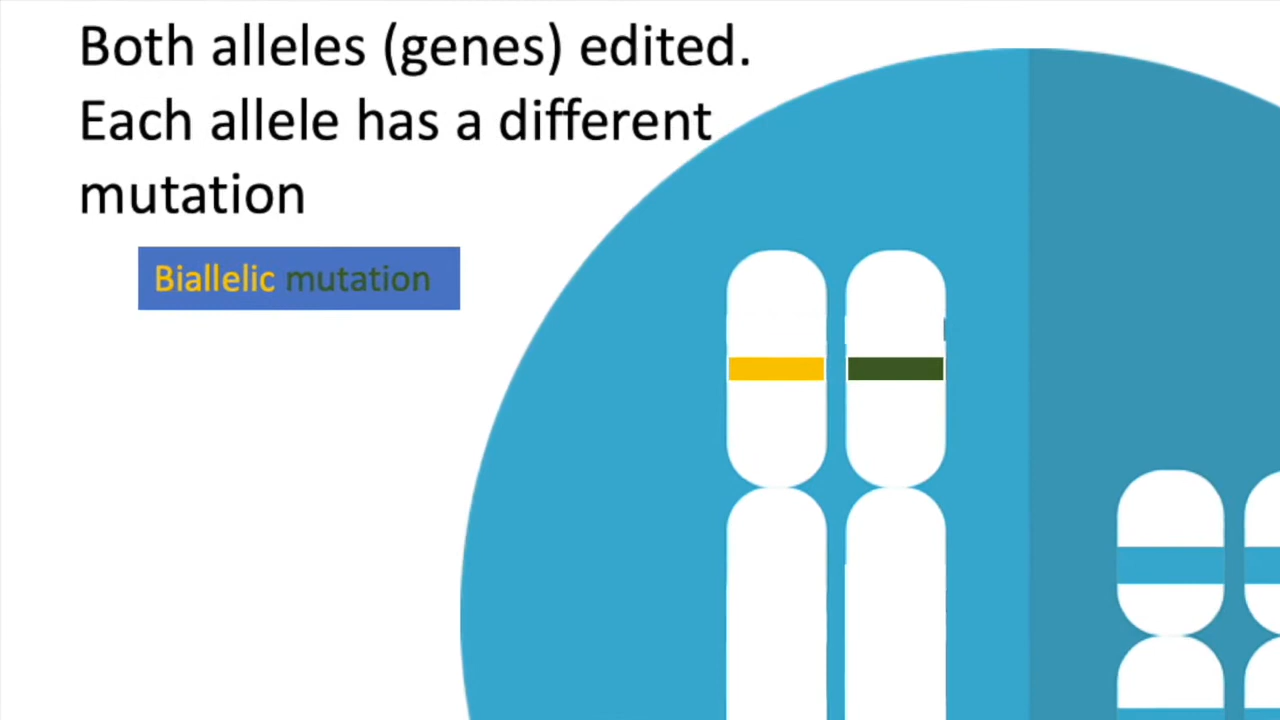 Both alleles (genes) edited.
Each allele has a different
mutation
Biallelic mutation